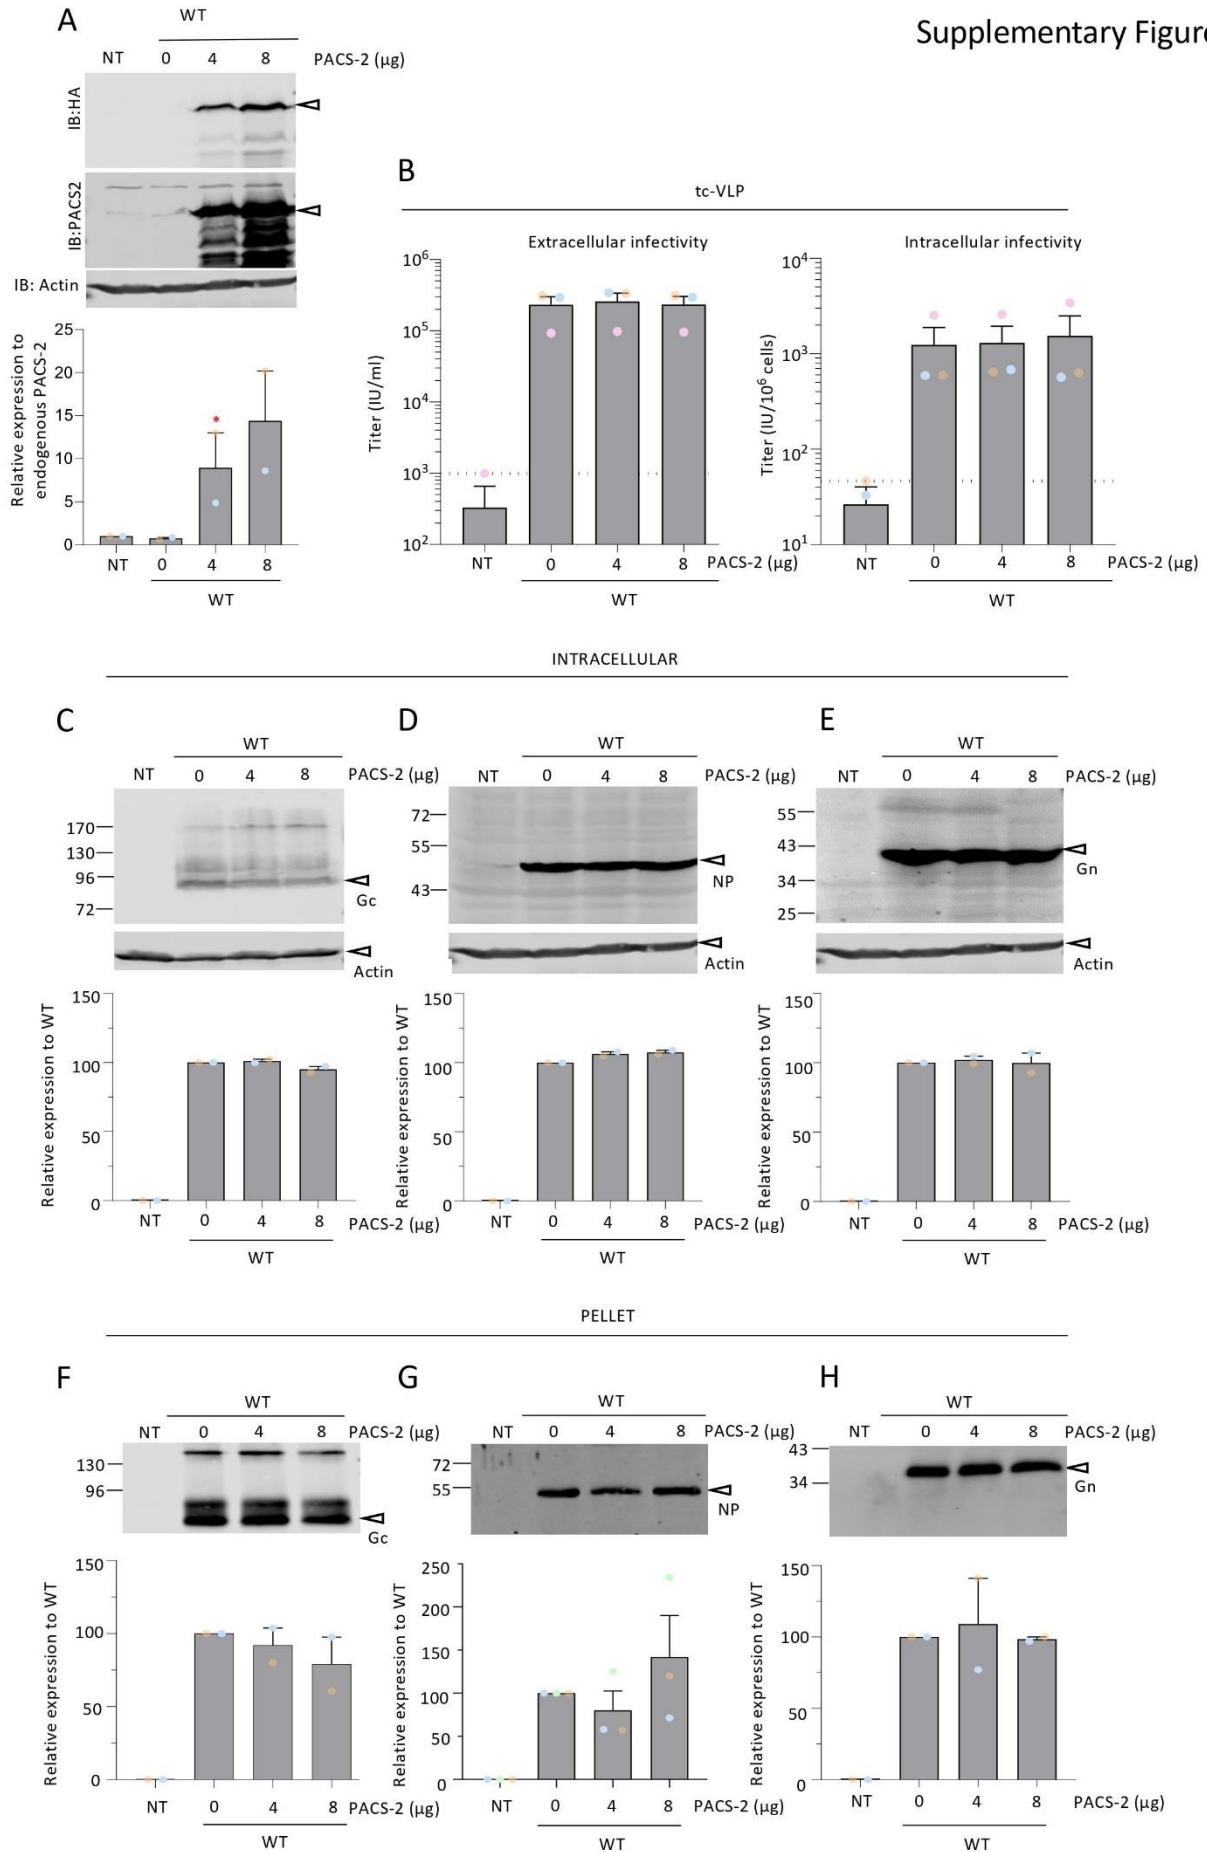 Supplementary Figure
A
WT
NT 0 4 8 PACS-2 (µg)
IB:HA
IB:PACS2
IB: Actin
Relative expression to
endogenous PACS-2
25
20
15
10
5
0
*
NT 0 4 8
WT
B
tc-VLP
Extracellular infectivity
Titer (IU/ml)
10⁶
10⁵
10⁴
10³
10²
NT 0 4 8 PACS-2 (µg)
WT
Intracellular infectivity
Titer (IU/10⁶ cells)
10⁴
10³
10²
10¹
NT 0 4 8 PACS-2 (µg)
WT
INTRACELLULAR
C
WT
NT 0 4 8 PACS-2 (µg)
170
130
96
72
Gc
Actin
Relative expression to WT
150
100
50
0
NT 0 4 8 PACS-2 (µg)
WT
D
WT
NT 0 4 8 PACS-2 (µg)
72
55
43
NP
Actin
Relative expression to WT
150
100
50
0
NT 0 4 8 PACS-2 (µg)
WT
E
WT
NT 0 4 8 PACS-2 (µg)
55
43
34
25
Gn
Actin
Relative expression to WT
150
100
50
0
NT 0 4 8 PACS-2 (µg)
WT
PELLET
F
WT
NT 0 4 8 PACS-2 (µg)
130
96
Gc
Relative expression to WT
150
100
50
0
NT 0 4 8 PACS-2 (µg)
WT
G
WT
NT 0 4 8 PACS-2 (µg)
72
55
NP
Relative expression to WT
250
200
150
100
50
0
NT 0 4 8 PACS-2 (µg)
WT
H
WT
NT 0 4 8 PACS-2 (µg)
43
34
Gn
Relative expression to WT
150
100
50
0
NT 0 4 8 PACS-2 (µg)
WT